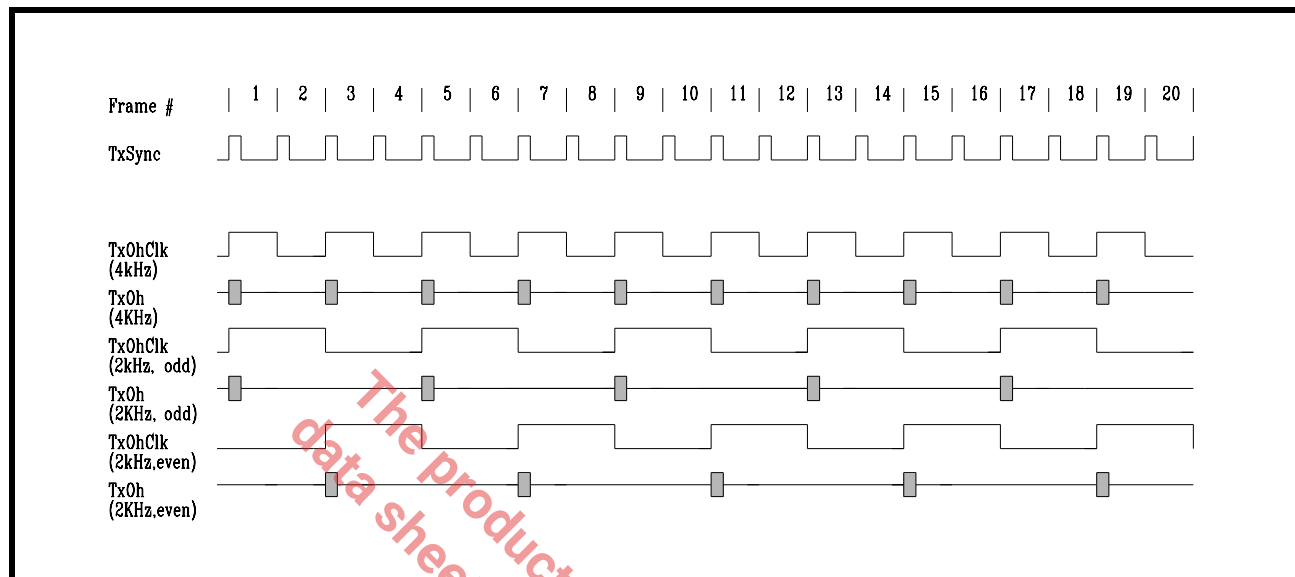 Frame # | 1 | 2 | 3 | 4 | 5 | 6 | 7 | 8 | 9 | 10 | 11 | 12 | 13 | 14 | 15 | 16 | 17 | 18 | 19 | 20 |
TxSync
TxOhClk
(4kHz)
TxOh
(4KHz)
TxOhClk
(2kHz, odd)
TxOh
(2KHz, odd)
TxOhClk
(2kHz,even)
TxOh
(2KHz,even)
The product
data shee